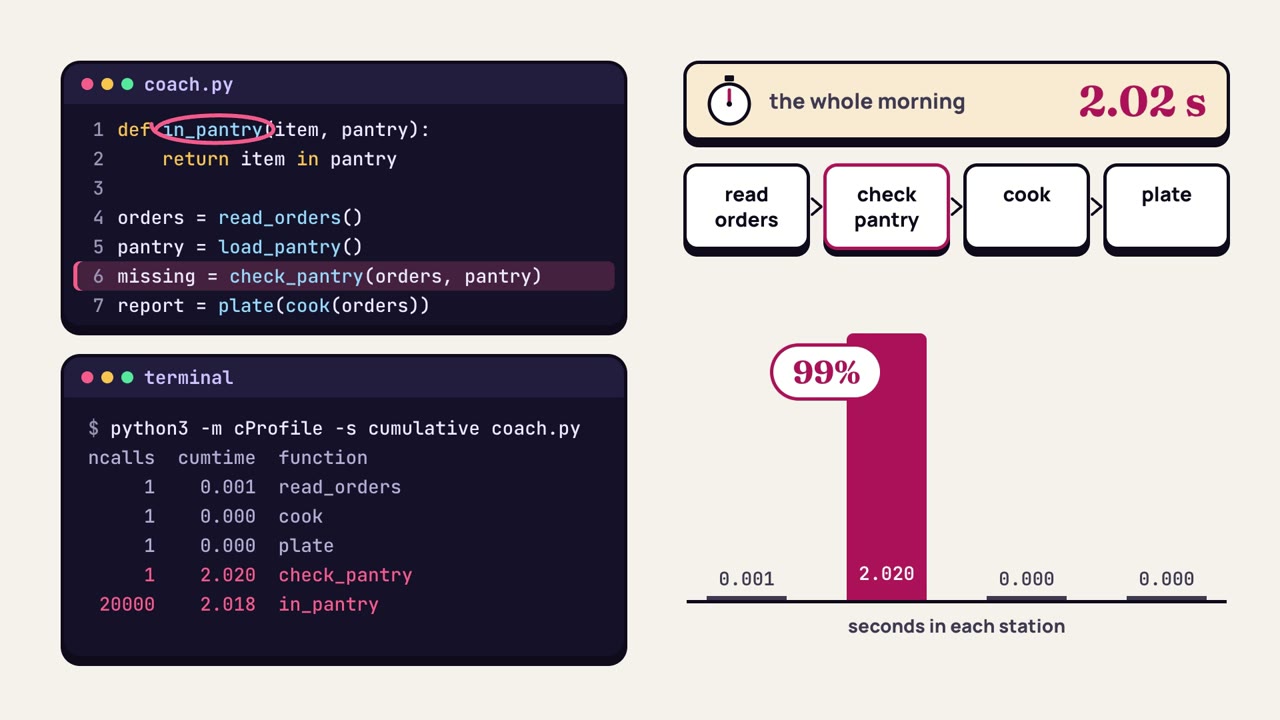 coach.py
1 def in_pantry(item, pantry):
2     return item in pantry
3
4 orders = read_orders()
5 pantry = load_pantry()
6 missing = check_pantry(orders, pantry)
7 report = plate(cook(orders))
terminal
$ python3 -m cProfile -s cumulative coach.py
ncalls  cumtime  function
1    0.001  read_orders
1    0.000  cook
1    0.000  plate
1    2.020  check_pantry
20000    2.018  in_pantry
the whole morning 2.02 s
read
orders
check
pantry
cook
plate
99%
0.001
2.020
0.000
0.000
seconds in each station